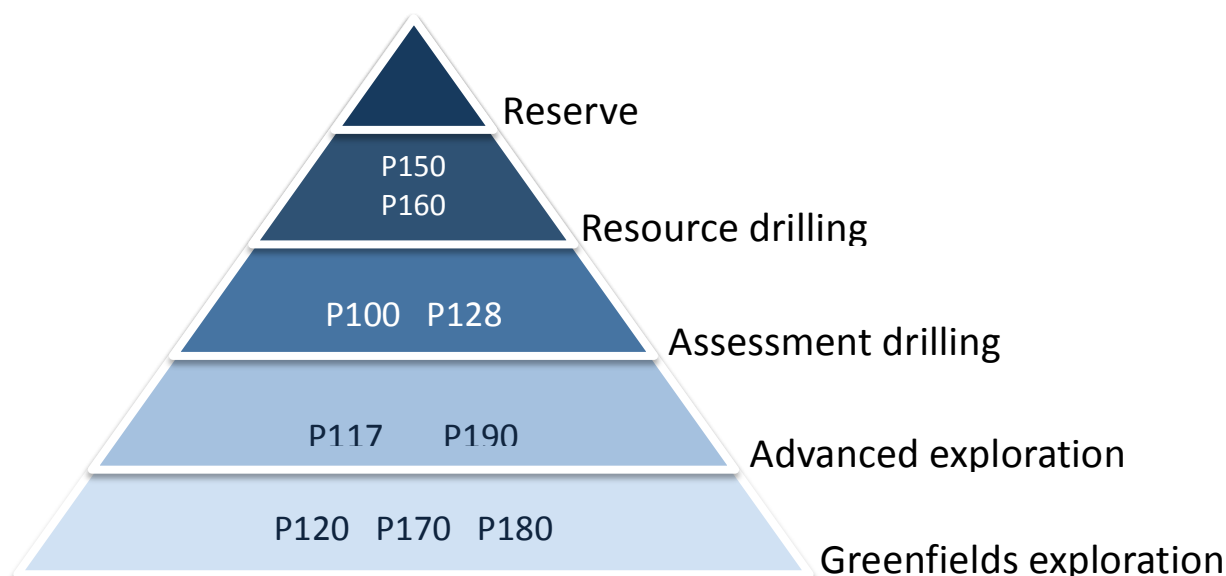 Reserve
P150
P160
Resource drilling
P100 P128
Assessment drilling
P117 P190
Advanced exploration
P120 P170 P180
Greenfields exploration